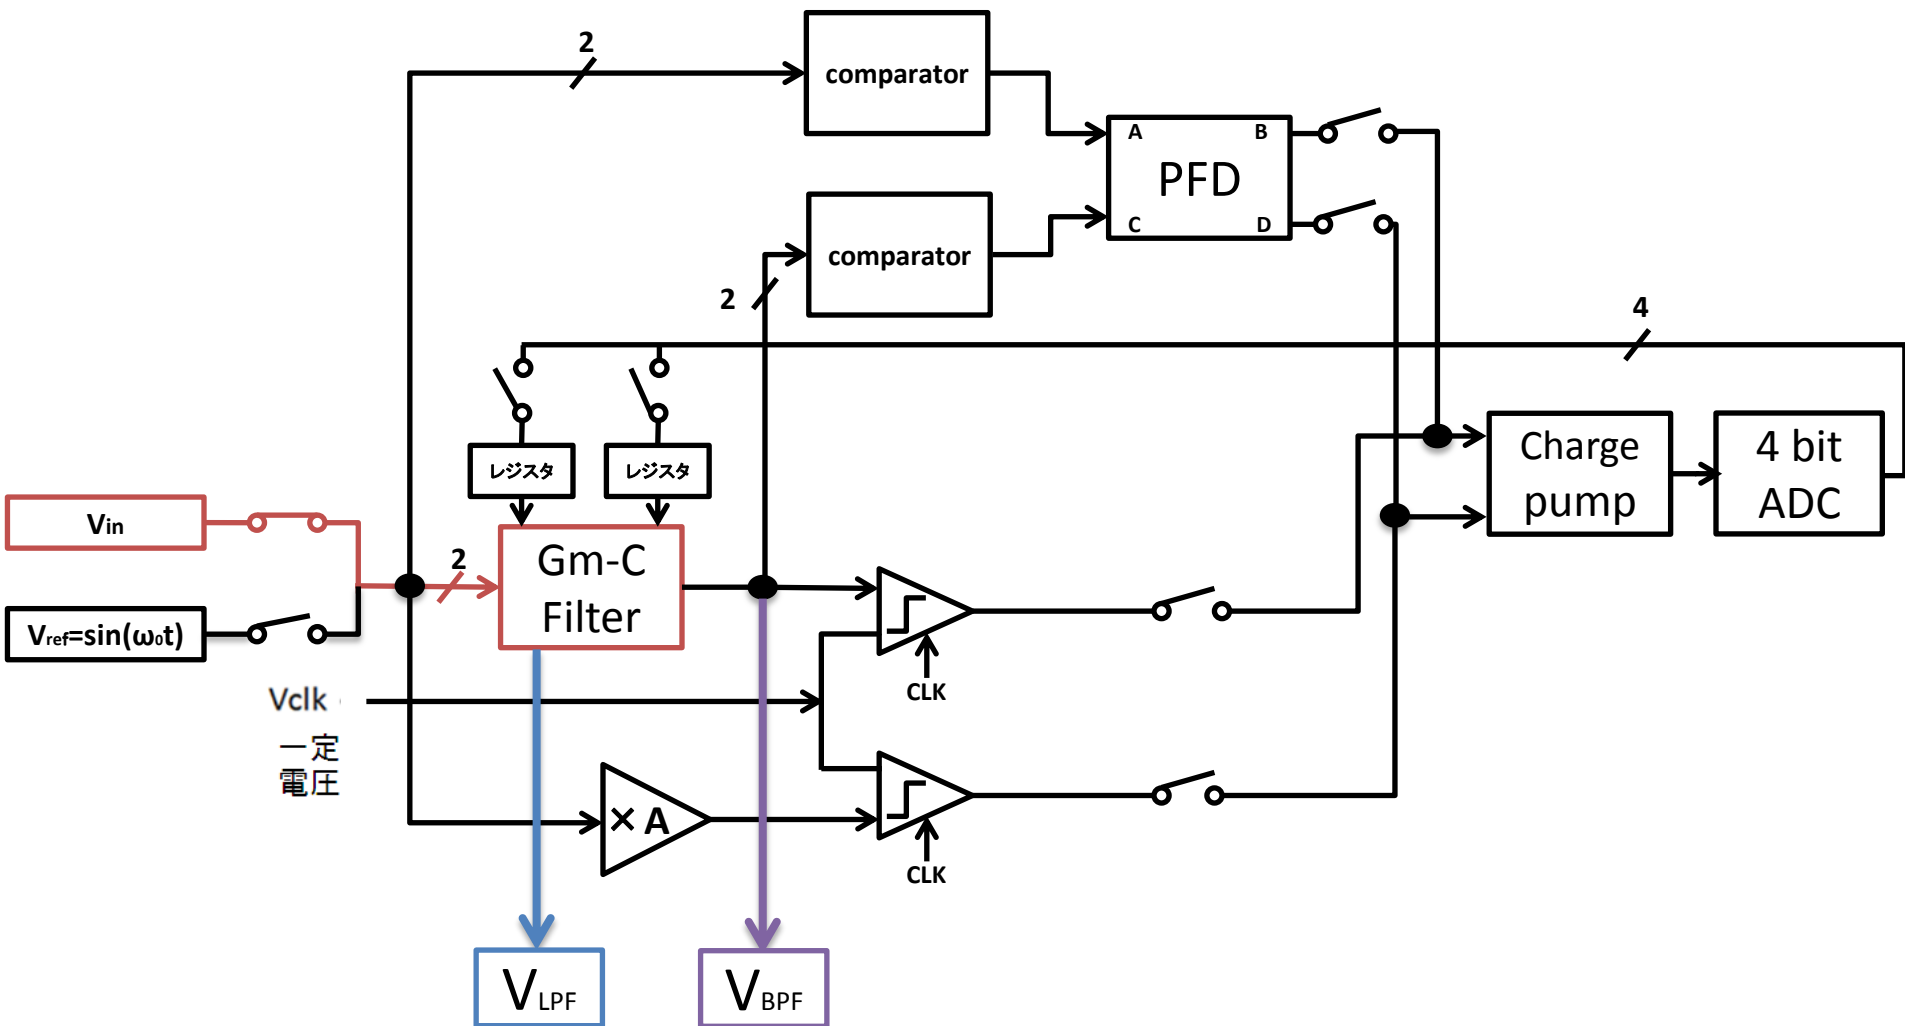 2
comparator
A
B
PFD
C
D
comparator
2
4
レジスタ
レジスタ
Charge
pump
4 bit
ADC
Vin
2
Gm-C
Filter
Vref=sin(ω0t)
CLK
Vclk
一定
電圧
× A
CLK
VLPF
VBPF